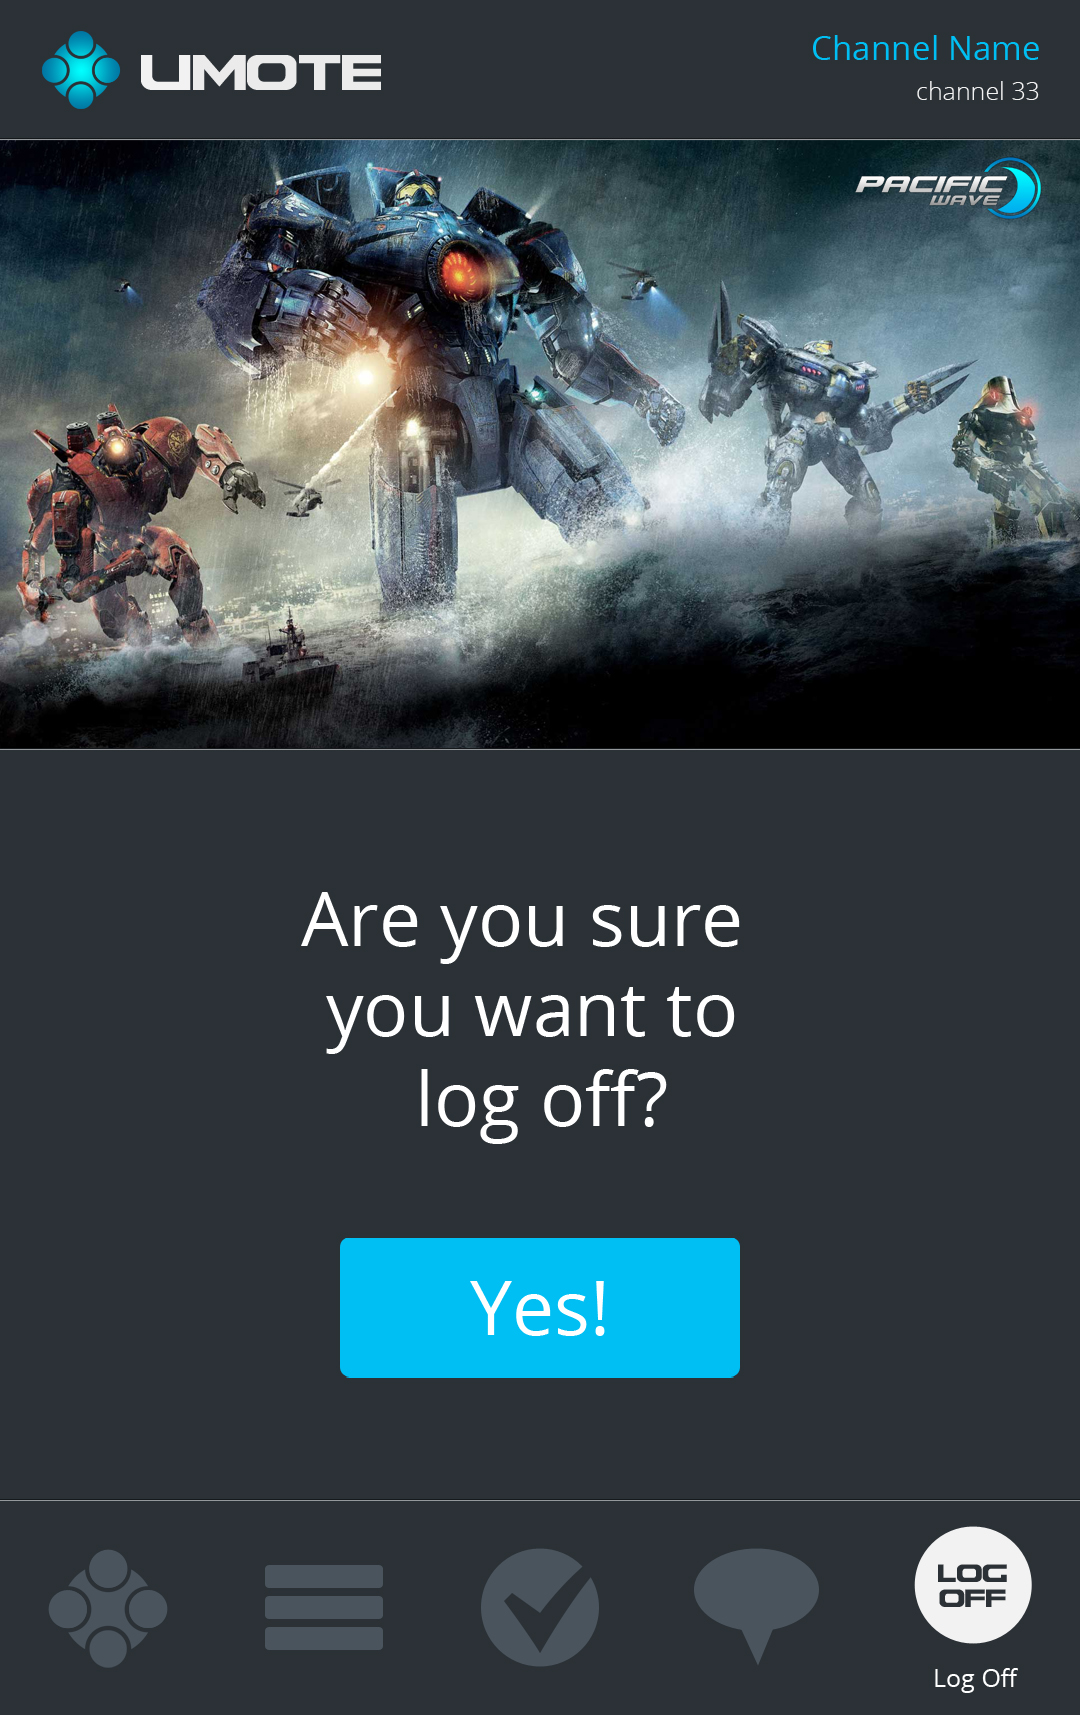 UMOTE
Channel Name
channel 33
PACIFIC
WAVE
Are you sure
you want to
log off?
Yes!
LOG
OFF
Log Off